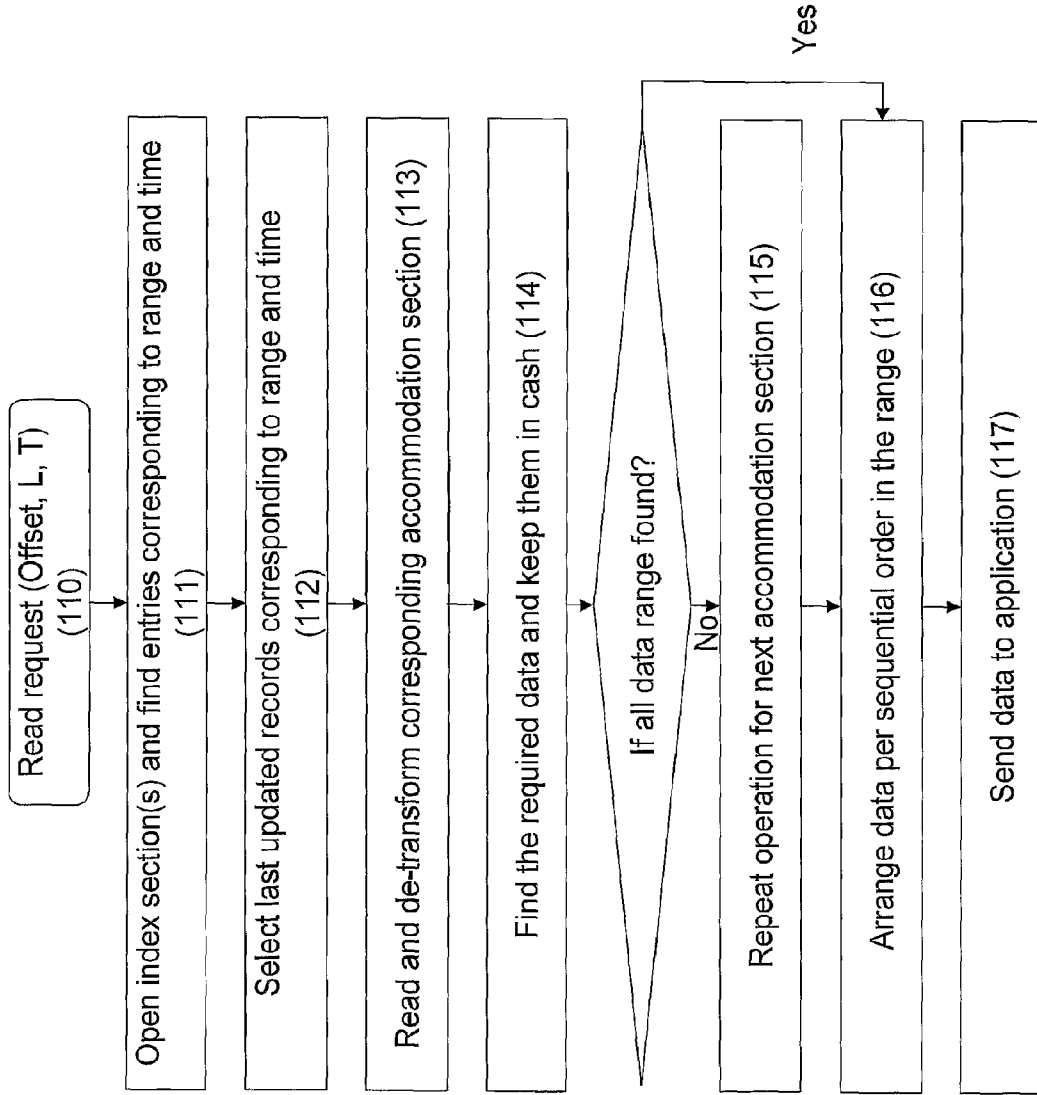 Read request (Offset, L, T)
(110)
Open index section(s) and find entries corresponding to range and time
(111)
Select last updated records corresponding to range and time
(112)
Read and de-transform corresponding accommodation section (113)
Find the required data and keep them in cash (114)
If all data range found?
Yes
No
Repeat operation for next accommodation section (115)
Arrange data per sequential order in the range (116)
Send data to application (117)